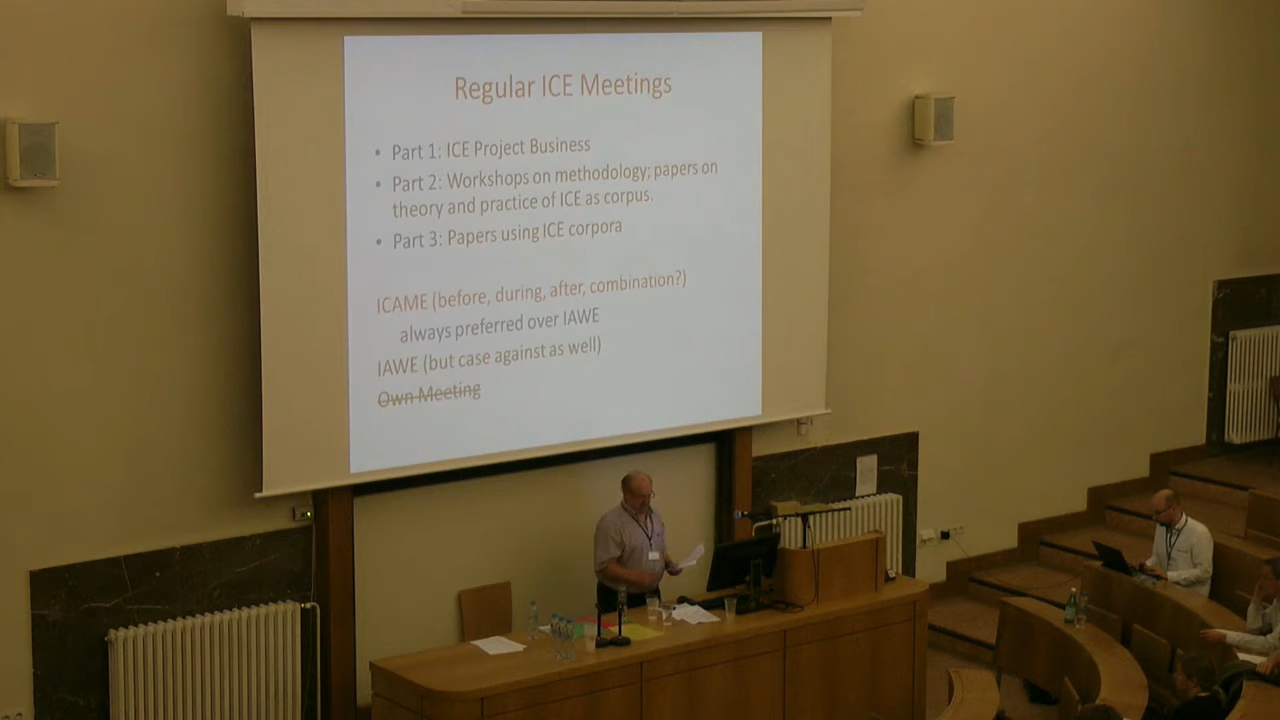 Regular ICE Meetings
• Part 1: ICE Project Business
• Part 2: Workshops on methodology; papers on
theory and practice of ICE as corpus.
• Part 3: Papers using ICE corpora
ICAME (before, during, after, combination?)
always preferred over IAWE
IAWE (but case against as well)
Own Meeting